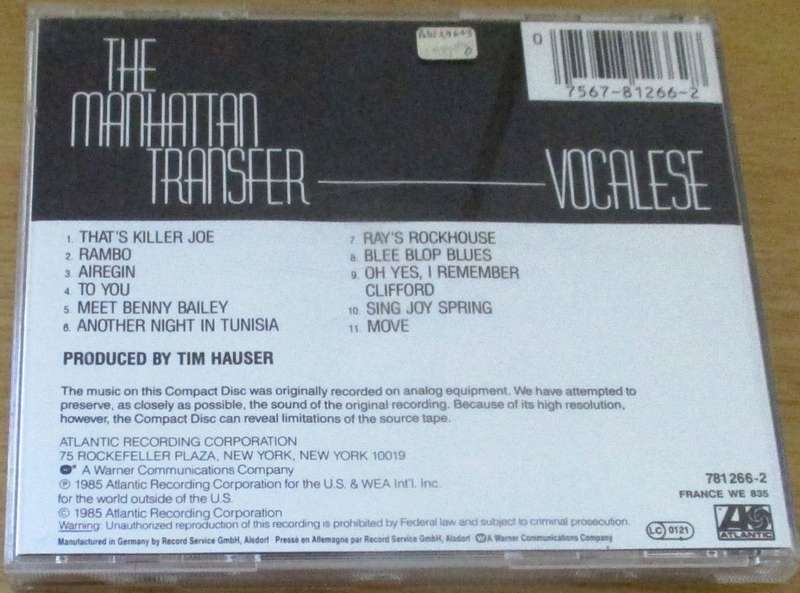 THE
MANHATTAN
TRANSFER
VOCALESE
0
7567-81266-2
1. THAT'S KILLER JOE
2. RAMBO
3. AIREGIN
4. TO YOU
5. MEET BENNY BAILEY
6. ANOTHER NIGHT IN TUNISIA
7. RAY'S ROCKHOUSE
8. BLEE BLOP BLUES
9. OH YES, I REMEMBER
CLIFFORD
10. SING JOY SPRING
11. MOVE
PRODUCED BY TIM HAUSER
The music on this Compact Disc was originally recorded on analog equipment. We have attempted to
preserve, as closely as possible, the sound of the original recording. Because of its high resolution,
however, the Compact Disc can reveal limitations of the source tape.
ATLANTIC RECORDING CORPORATION
75 ROCKEFELLER PLAZA, NEW YORK, NEW YORK 10019
A Warner Communications Company
℗ 1985 Atlantic Recording Corporation for the U.S. & WEA Int'l. Inc.
for the world outside of the U.S.
© 1985 Atlantic Recording Corporation
Warning: Unauthorized reproduction of this recording is prohibited by Federal law and subject to criminal prosecution.
Manufactured in Germany by Record Service GmbH, Alsdorf Pressé en Allemagne par Record Service GmbH, Alsdorf A Warner Communications Company
781 266-2
FRANCE WE 835
LC 0121
ATLANTIC